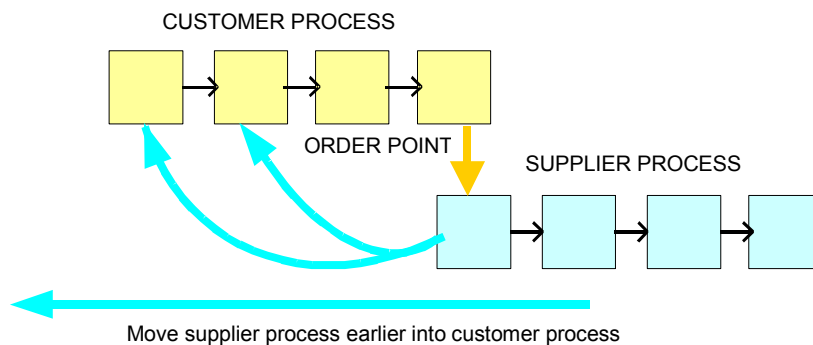 CUSTOMER PROCESS
ORDER POINT
SUPPLIER PROCESS
Move supplier process earlier into customer process